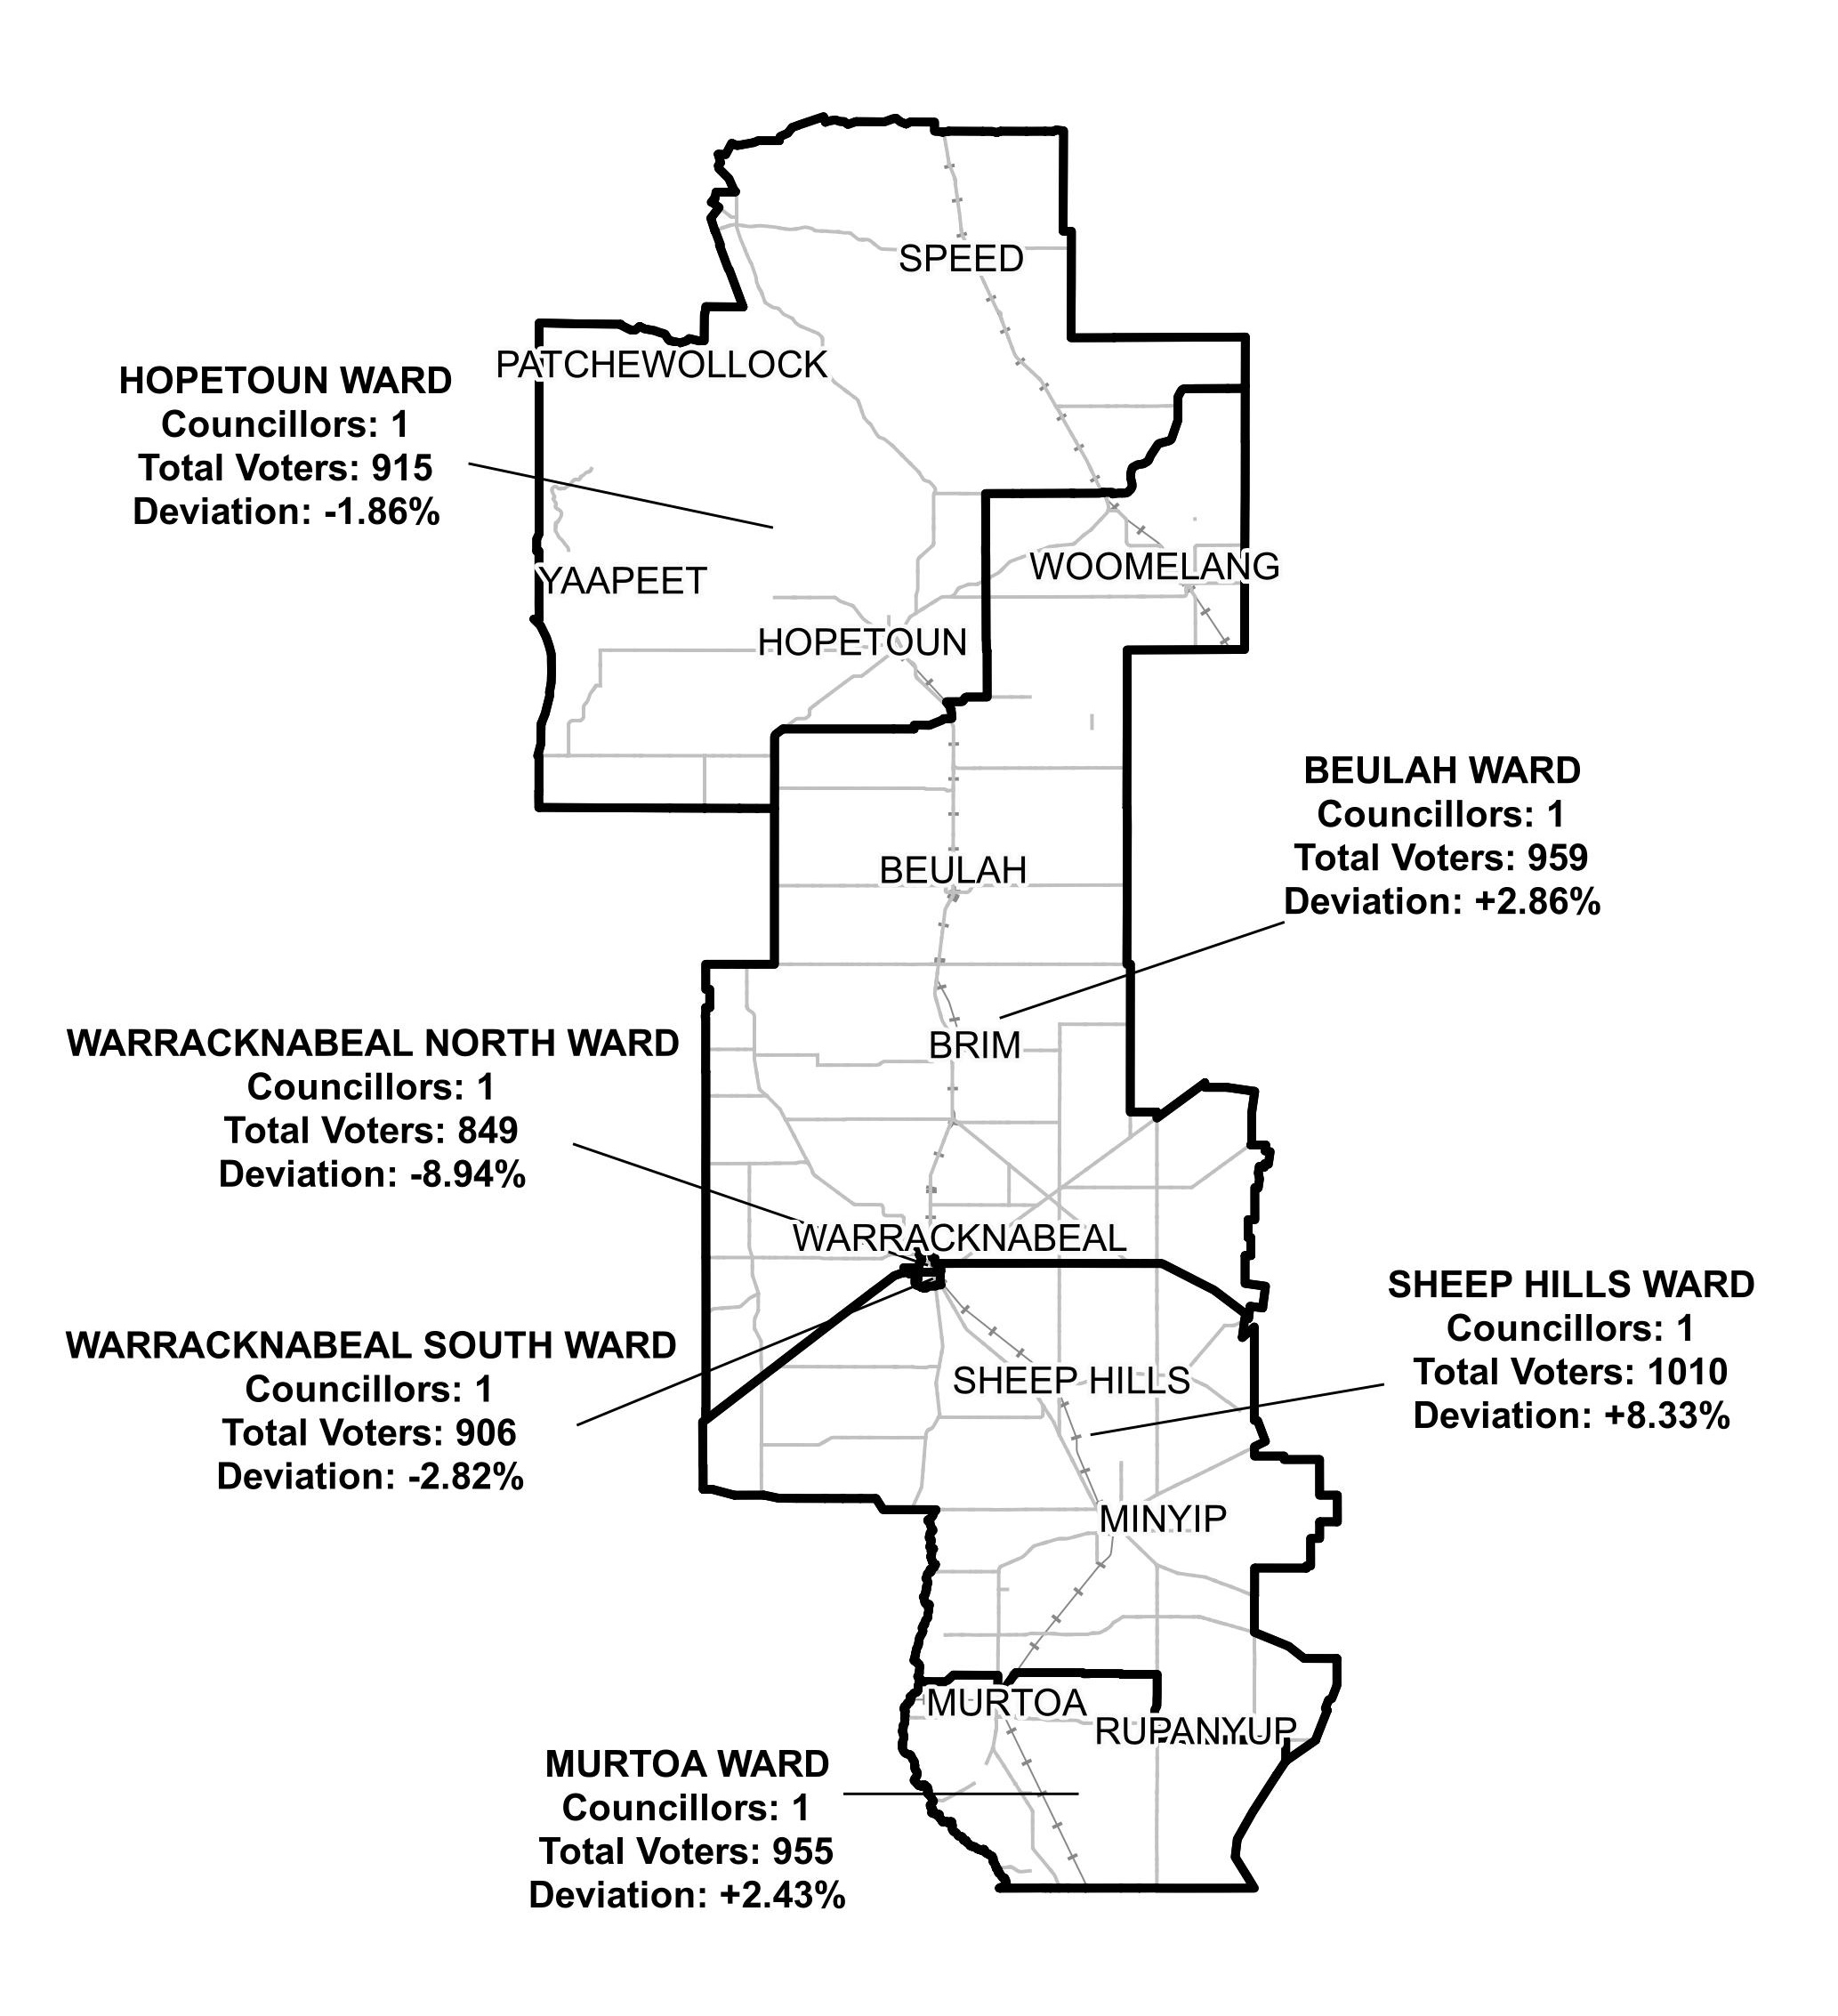 SPEED
PATCHEWOLLOCK
HOPETOUN WARD
Councillors: 1
Total Voters: 915
Deviation: -1.86%
WOOMELANG
YAAPEET
HOPETOUN
BEULAH WARD
Councillors: 1
Total Voters: 959
Deviation: +2.86%
BEULAH
BRIM
WARRACKNABEAL NORTH WARD
Councillors: 1
Total Voters: 849
Deviation: -8.94%
WARRACKNABEAL
SHEEP HILLS WARD
Councillors: 1
Total Voters: 1010
Deviation: +8.33%
WARRACKNABEAL SOUTH WARD
Councillors: 1
Total Voters: 906
Deviation: -2.82%
SHEEP HILLS
MINYIP
MURTOA
RUPANYUP
MURTOA WARD
Councillors: 1
Total Voters: 955
Deviation: +2.43%